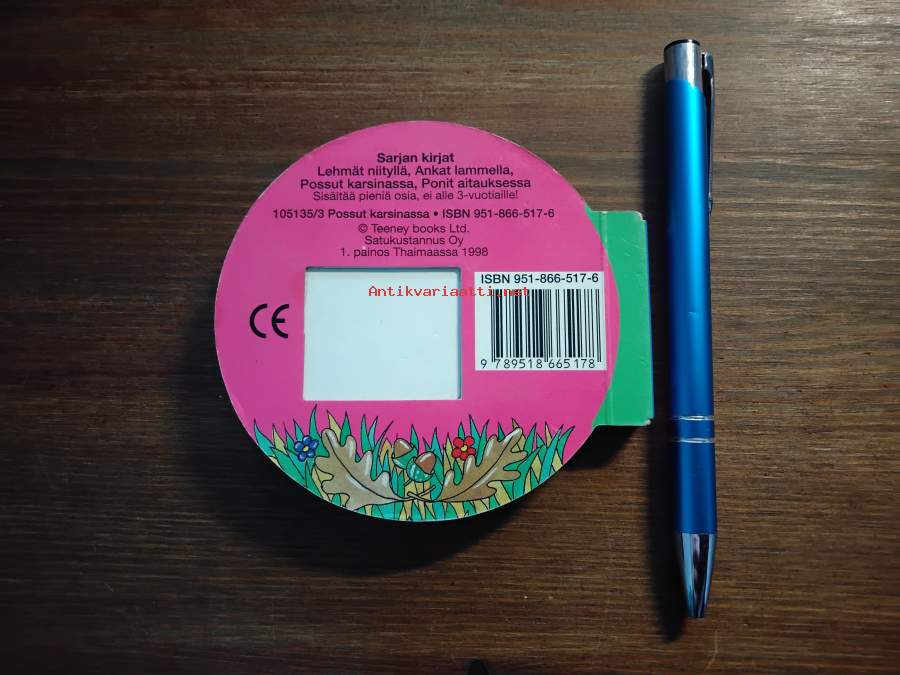 Sarjan kirjat
Lehmät niityllä, Ankat lammella,
Possut karsinassa, Ponit aitauksessa
Sisältää pieniä osia, ei alle 3-vuotiaille!
105135/3 Possut karsinassa • ISBN 951-866-517-6
© Teeney books Ltd.
Satukustannus Oy
1. painos Thaimaassa 1998
CE
ISBN 951-866-517-6
Antikvariaatti.net
9 789518 665178